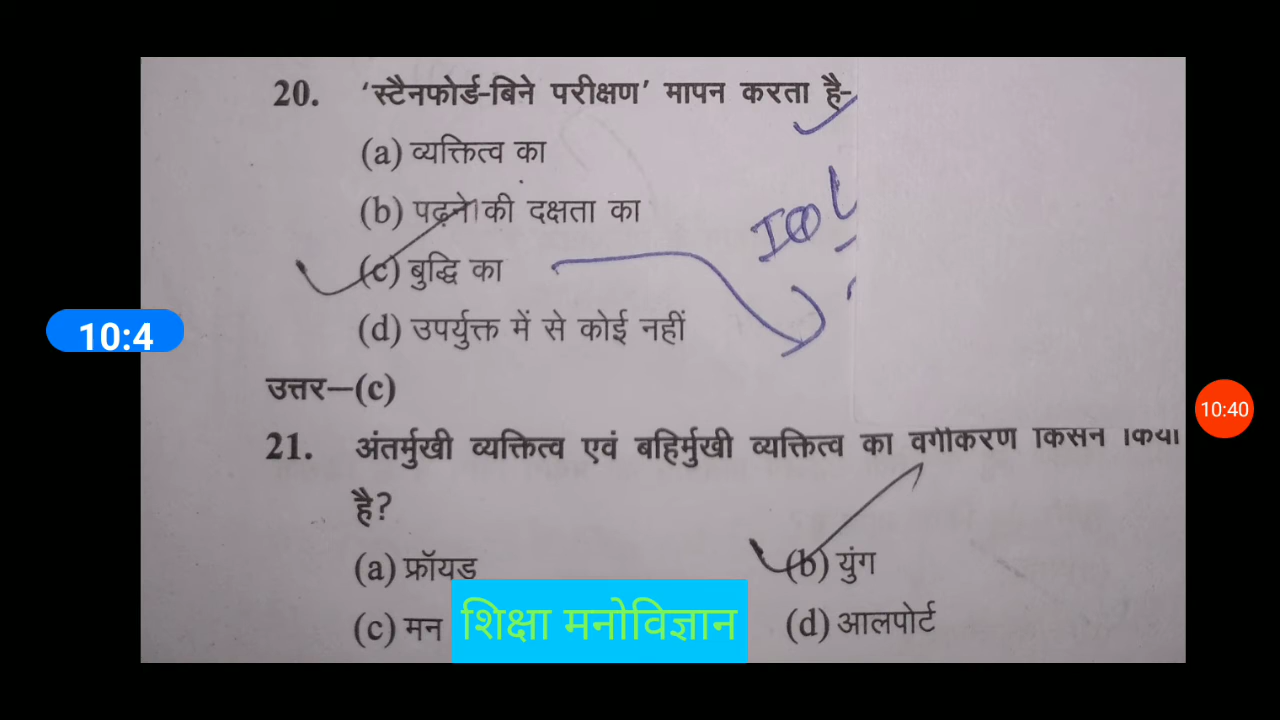 20. 'स्टैनफोर्ड-बिने परीक्षण' मापन करता है-
(a) व्यक्तित्व का
(b) पढ़ने की दक्षता का
IQ
(c) बुद्धि का
(d) उपर्युक्त में से कोई नहीं
10:4
उत्तर–(c)
10:40
21. अंतर्मुखी व्यक्तित्व एवं बहिर्मुखी व्यक्तित्व का वर्गीकरण किसने किया
है?
(a) फ्रॉयड (b) युंग
(c) मन (d) आलपोर्ट
शिक्षा मनोविज्ञान